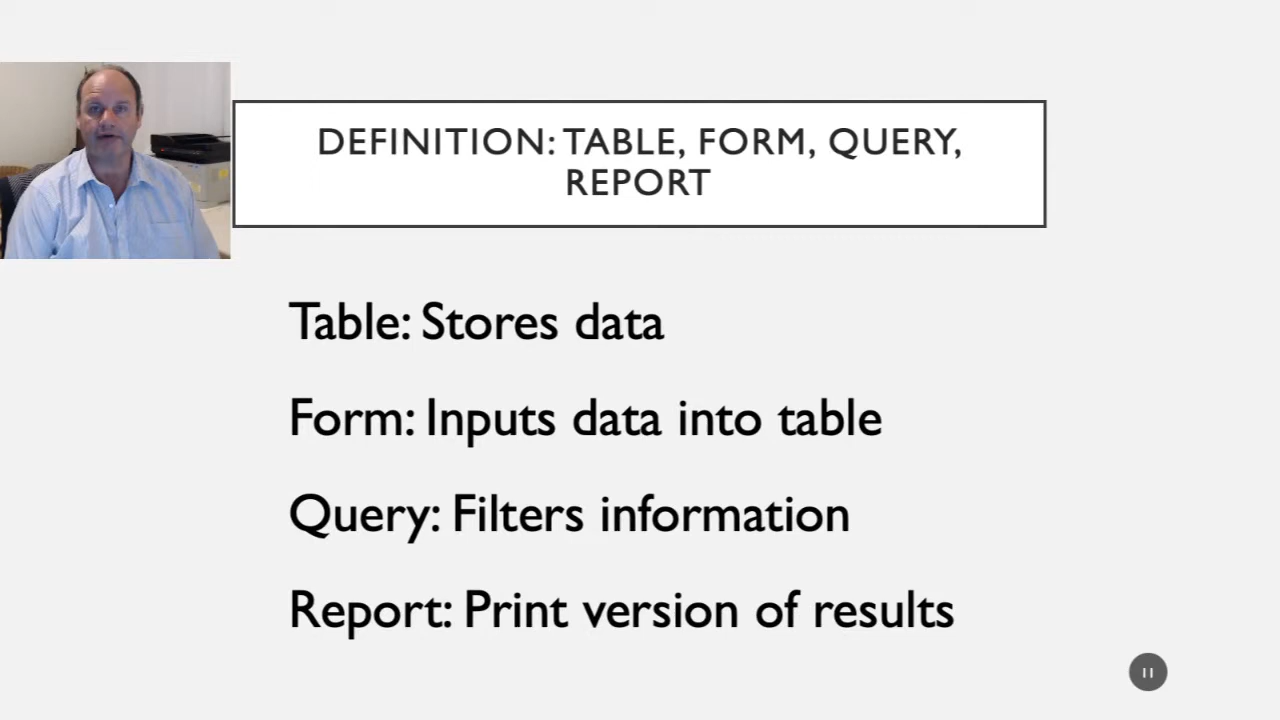 DEFINITION: TABLE, FORM, QUERY,
REPORT
Table: Stores data
Form: Inputs data into table
Query: Filters information
Report: Print version of results
11